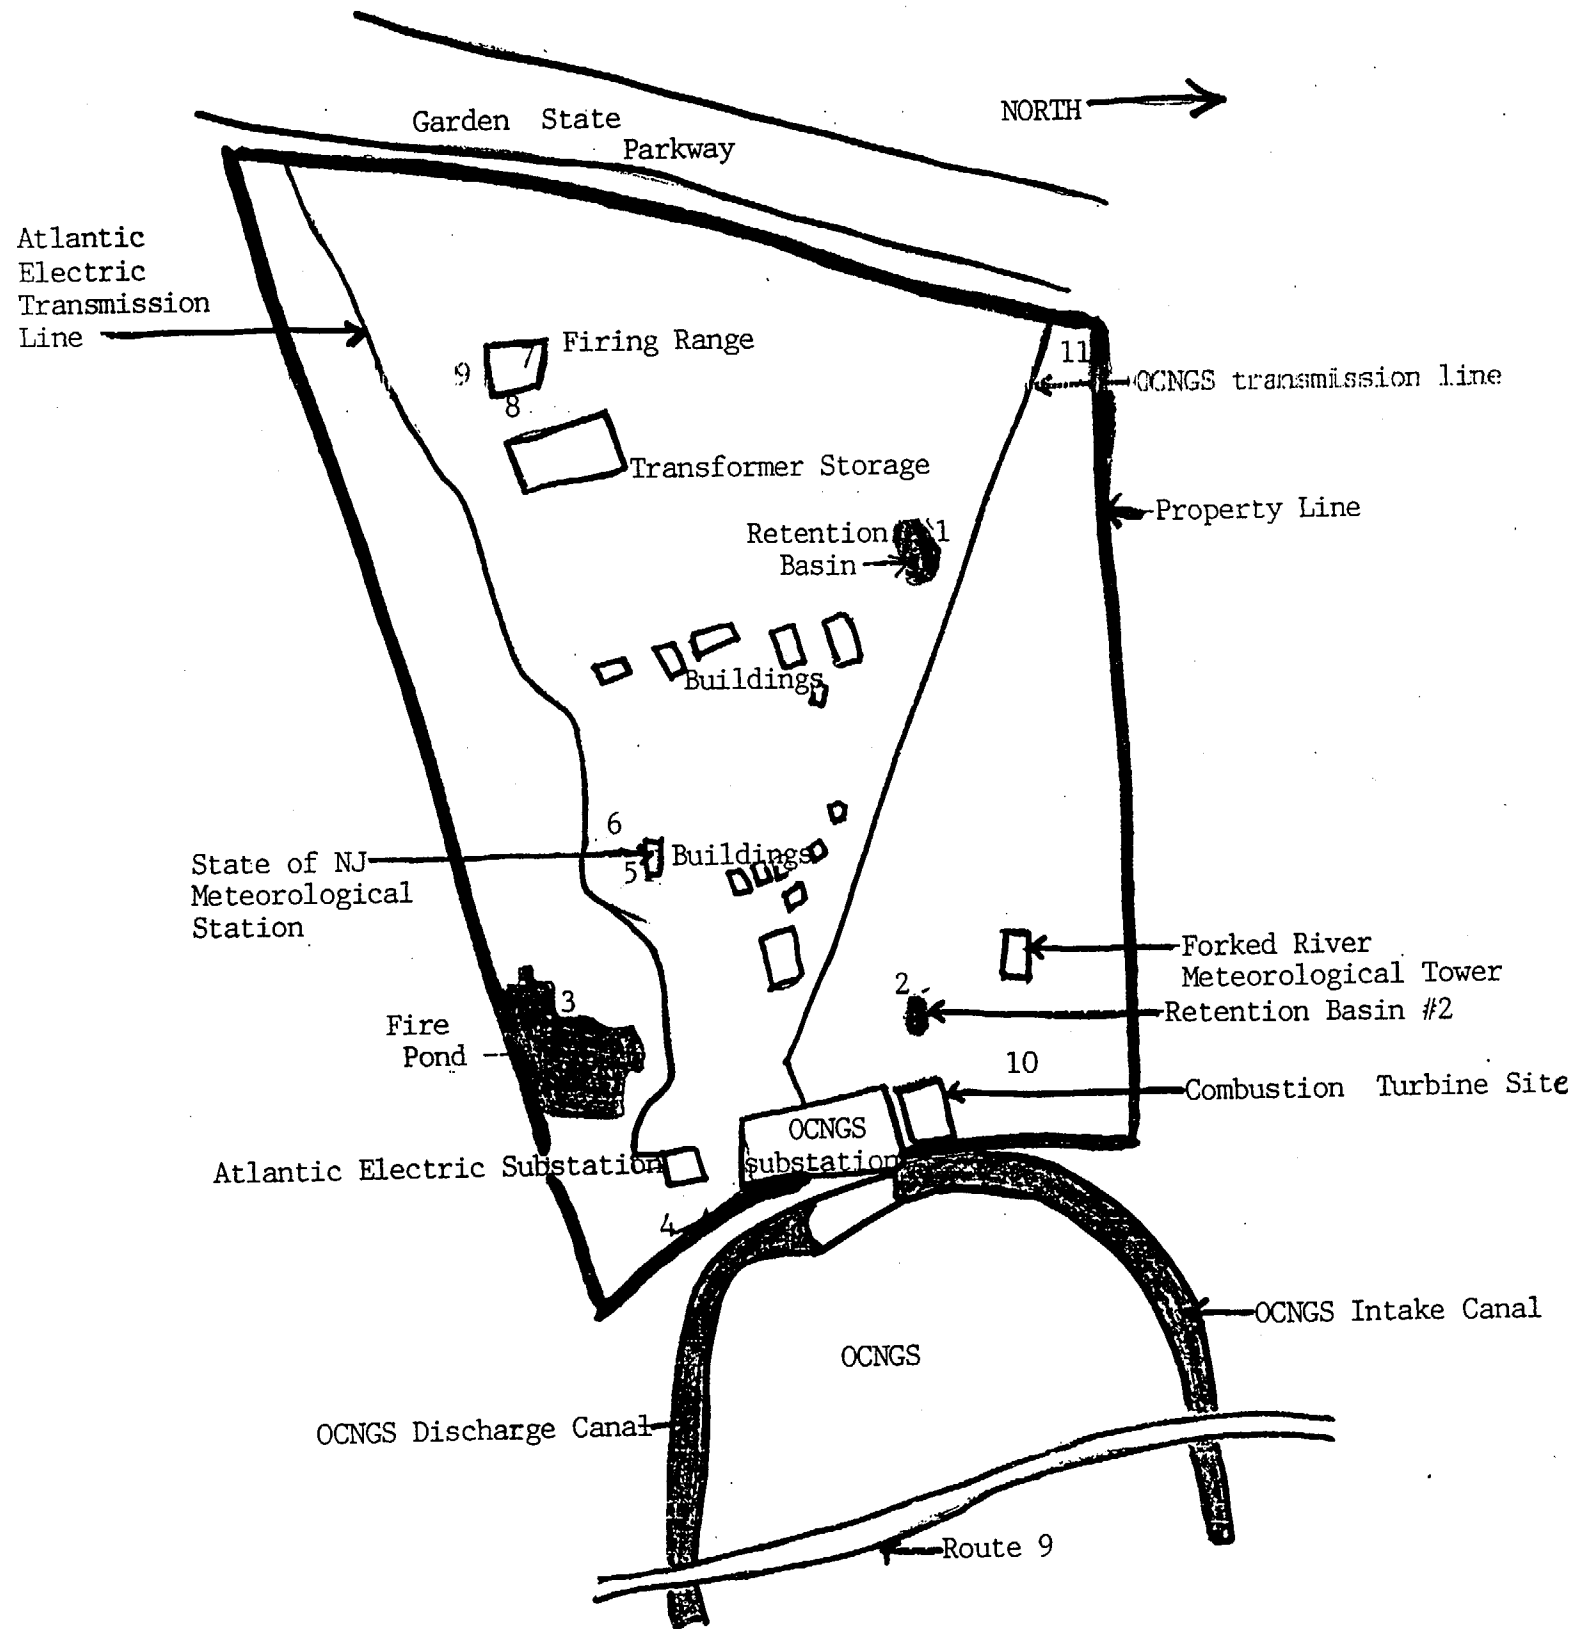 NORTH
Garden State
Parkway
Atlantic
Electric
Transmission
Line
Firing Range
7
9
8
11
OCNGS transmission line
Transformer Storage
Property Line
Retention
Basin
1
Buildings
6
State of NJ
Meteorological
Station
5
Buildings
Forked River
Meteorological Tower
2
Retention Basin #2
3
Fire
Pond
10
Combustion Turbine Site
OCNGS
substation
Atlantic Electric Substation
4
OCNGS Intake Canal
OCNGS
OCNGS Discharge Canal
Route 9